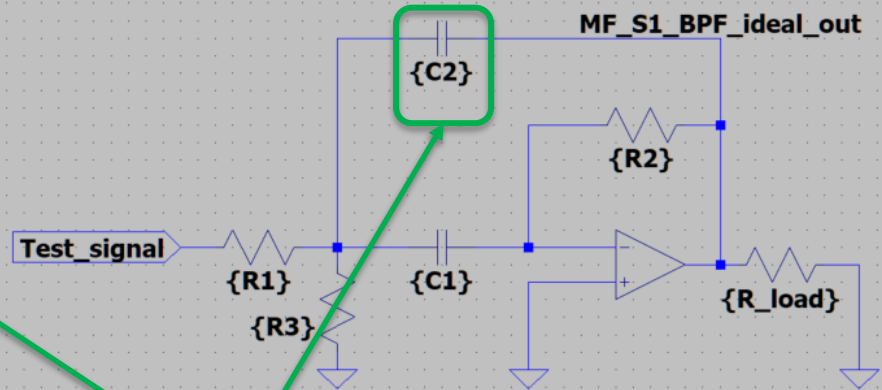 MF_S1_BPF_ideal_out
{C2}
{R2}
Test_signal
{R1}
{C1}
{R3}
{R_load}
−
+